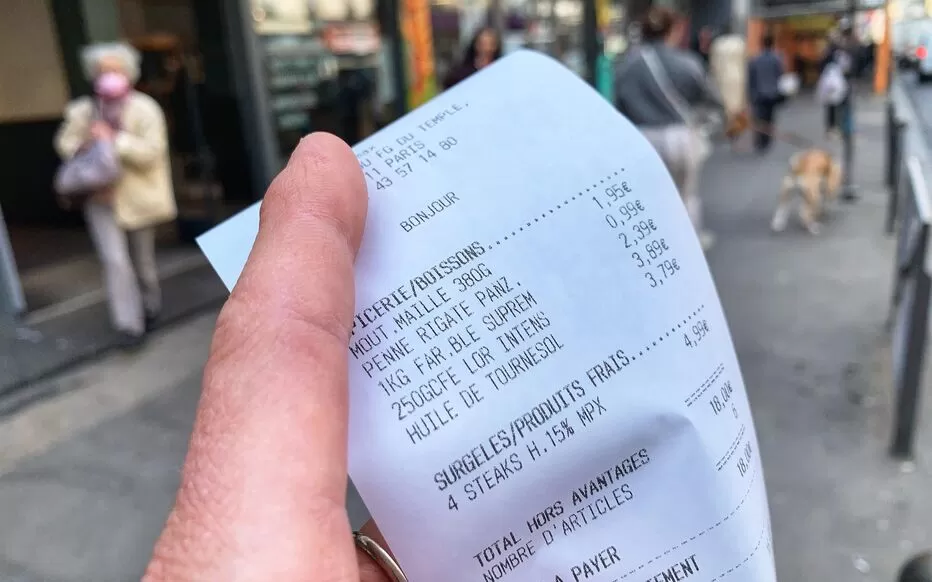 DU FG DU TEMPLE,
11 PARIS
43 57 14 80
BONJOUR
PICERIE/BOISSONS
MOUT.MAILLE 380G 1,95€
PENNE RIGATE PANZ. 0,99€
1KG FAR.BLE SUPREM 2,39€
250GCFE LOR INTENS 3,89€
HUILE DE TOURNESOL 3,79€
SURGELES/PRODUITS FRAIS
4 STEAKS H.15% MPX 4,99€
TOTAL HORS AVANTAGES 18,00€
NOMBRE D'ARTICLES 6
A PAYER 18,00